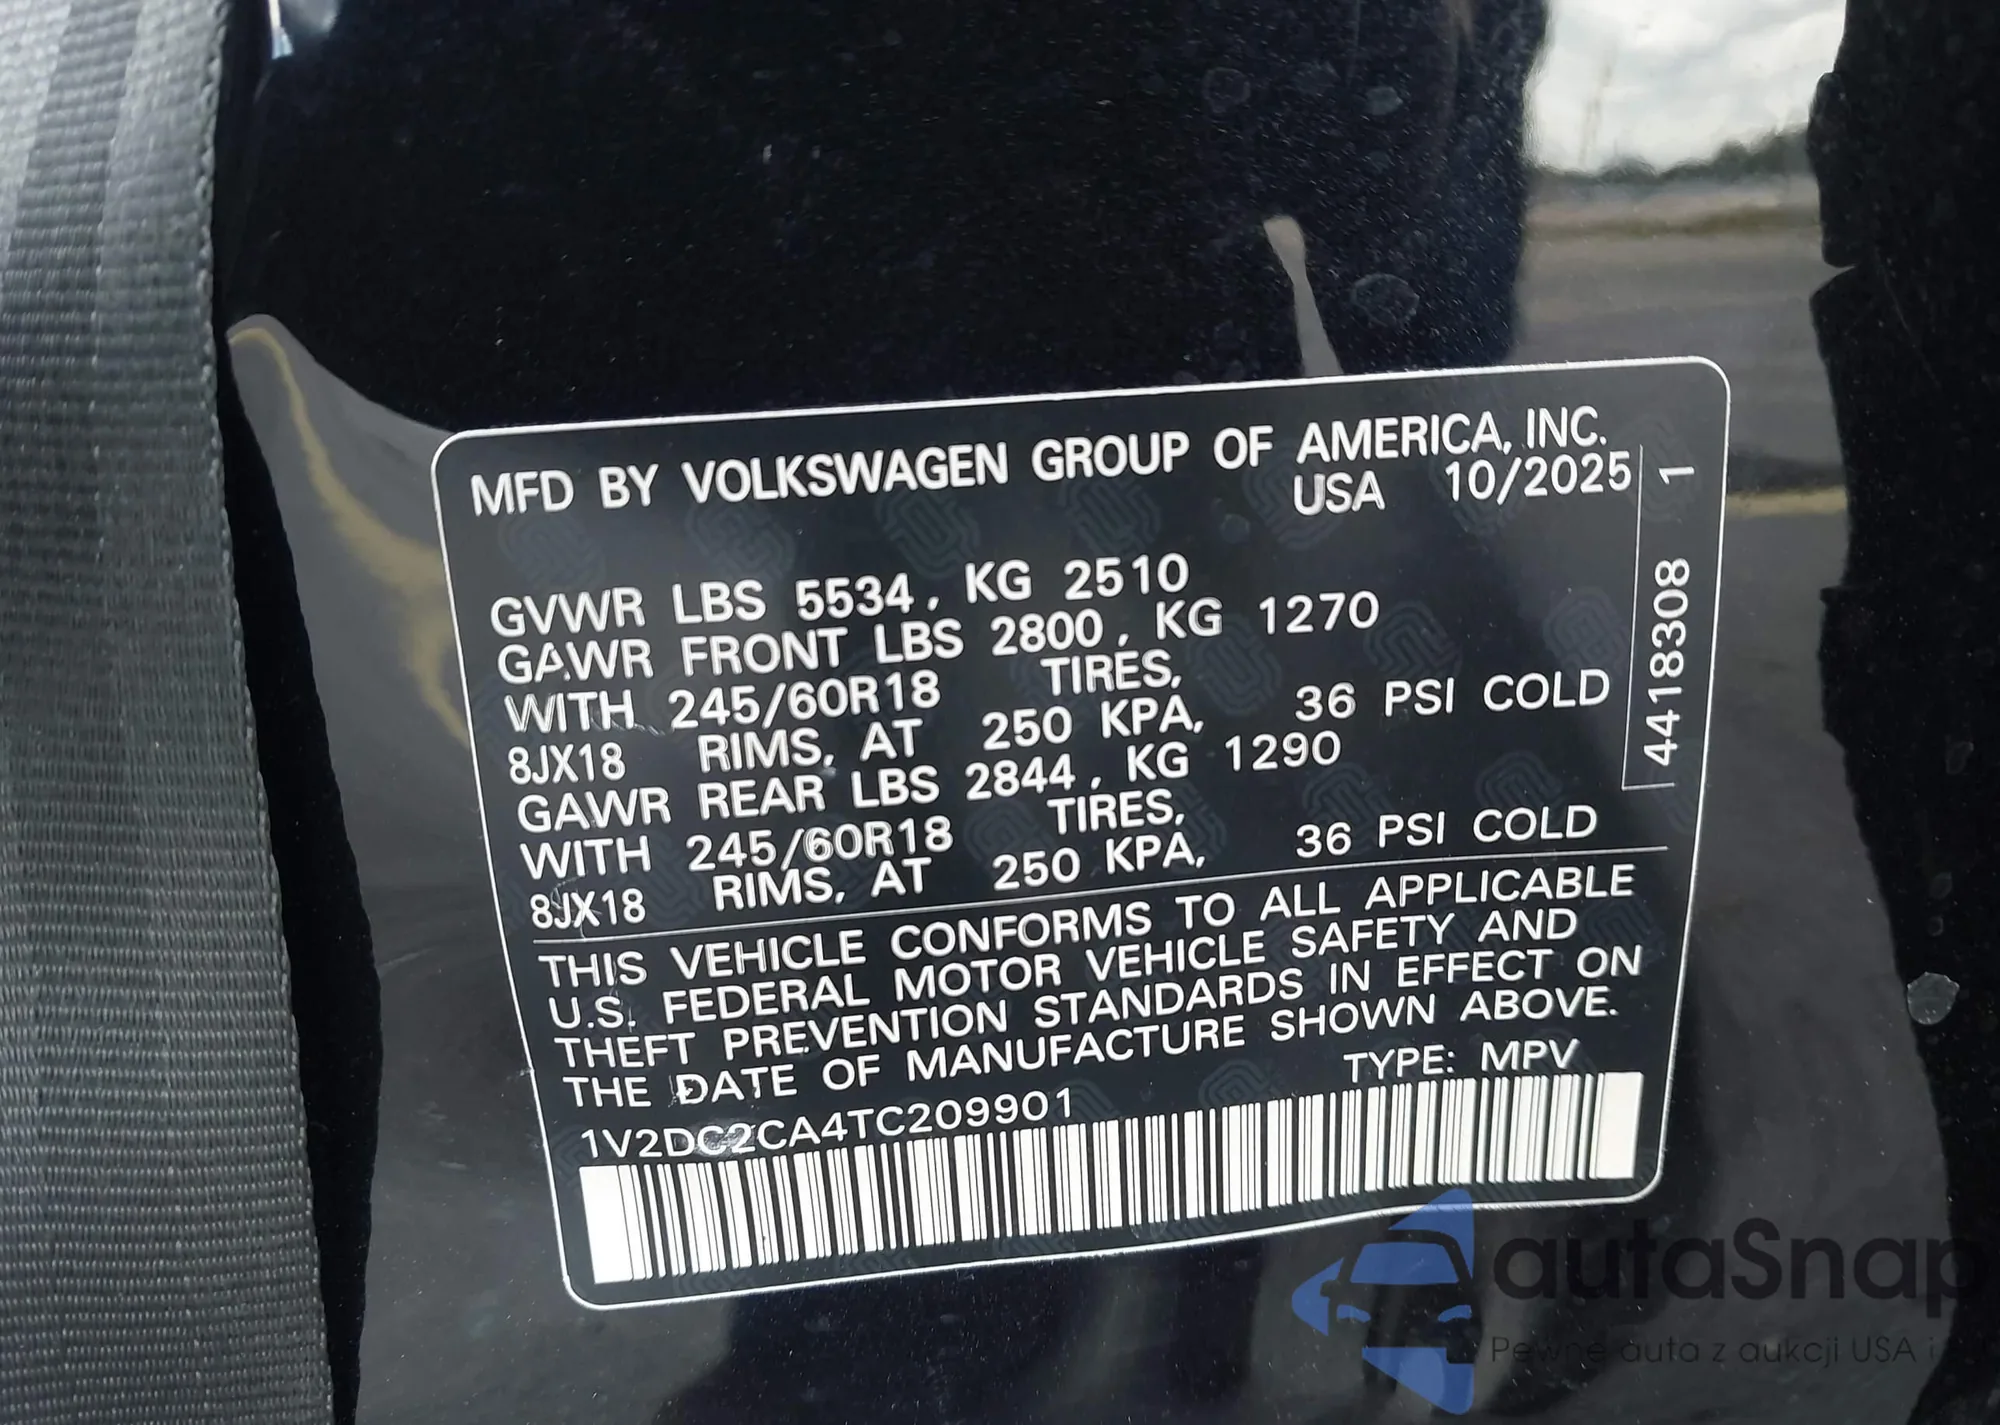 MFD BY VOLKSWAGEN GROUP OF AMERICA, INC.
USA 10/2025
GVWR LBS 5534, KG 2510
GAWR FRONT LBS 2800, KG 1270
WITH 245/60R18 TIRES,
8JX18 RIMS, AT 250 KPA, 36 PSI COLD
GAWR REAR LBS 2844, KG 1290
WITH 245/60R18 TIRES,
8JX18 RIMS, AT 250 KPA, 36 PSI COLD
THIS VEHICLE CONFORMS TO ALL APPLICABLE
U.S. FEDERAL MOTOR VEHICLE SAFETY AND
THEFT PREVENTION STANDARDS IN EFFECT ON
THE DATE OF MANUFACTURE SHOWN ABOVE.
TYPE: MPV
1V2DC2CA4TC209901
4418308 1
autaSnap
Pewne auta z aukcji USA i